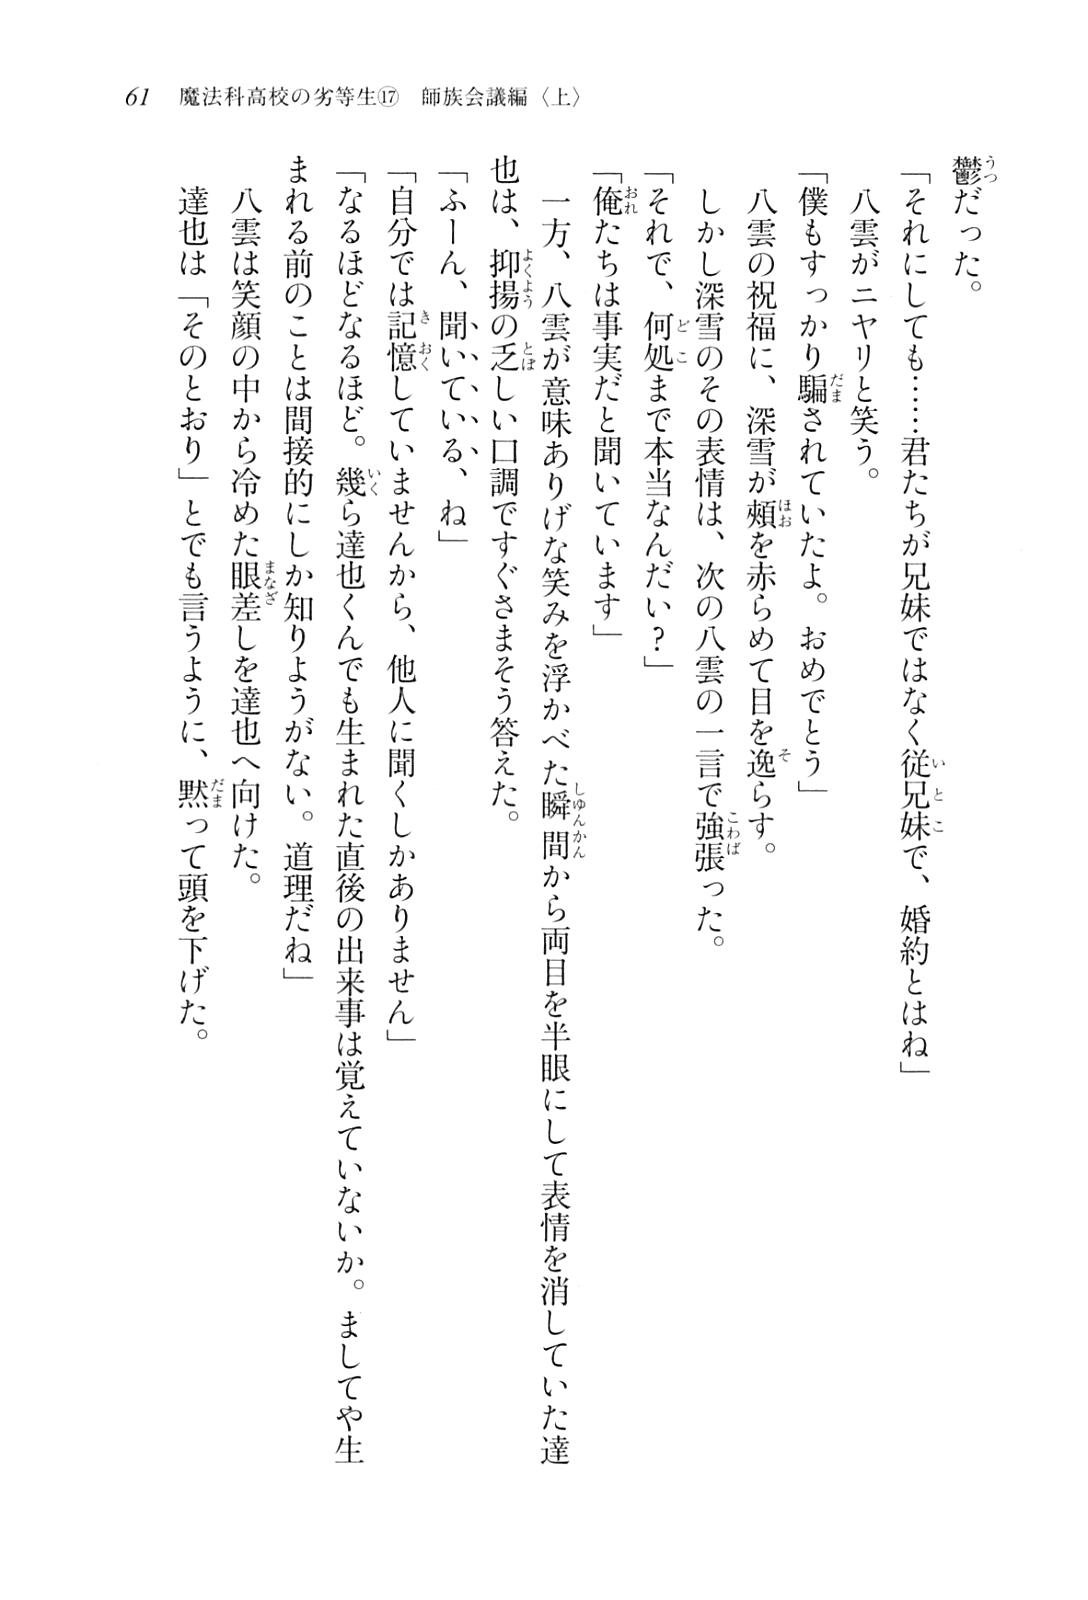 61 魔法科高校の劣等生⑰ 師族会議編〈上〉
鬱だった。
「それにしても……君たちが兄妹ではなく従兄妹で、婚約とはね」
八雲がニヤリと笑う。
「僕もすっかり騙されていたよ。おめでとう」
八雲の祝福に、深雪が頰を赤らめて目を逸らす。
しかし深雪のその表情は、次の八雲の一言で強張った。
「それで、何処まで本当なんだい？」
「俺たちは事実だと聞いています」
一方、八雲が意味ありげな笑みを浮かべた瞬間から両目を半眼にして表情を消していた達
也は、抑揚の乏しい口調ですぐさまそう答えた。
「ふーん、聞いている、ね」
「自分では記憶していませんから、他人に聞くしかありません」
「なるほどなるほど。幾ら達也くんでも生まれた直後の出来事は覚えていないか。ましてや生
まれる前のことは間接的にしか知りようがない。道理だね」
八雲は笑顔の中から冷めた眼差しを達也へ向けた。
達也は「そのとおり」とでも言うように、黙って頭を下げた。